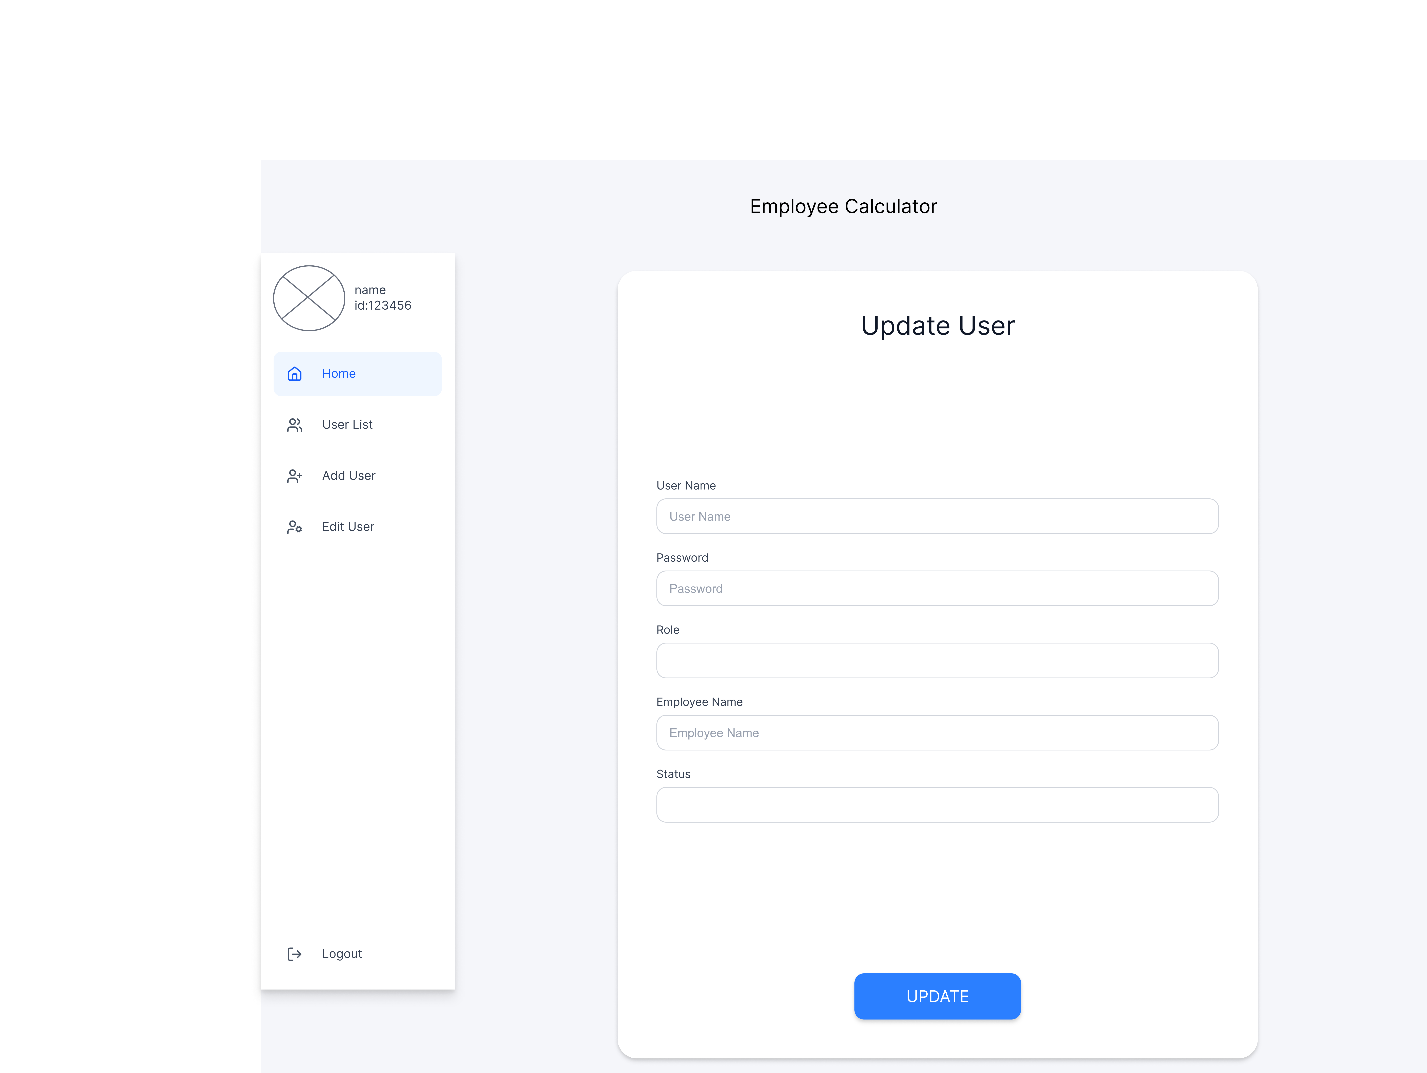 Employee Calculator
name
id:123456
Home
User List
Add User
Edit User
Logout
Update User
User Name
User Name
Password
Password
Role
Employee Name
Employee Name
Status
UPDATE